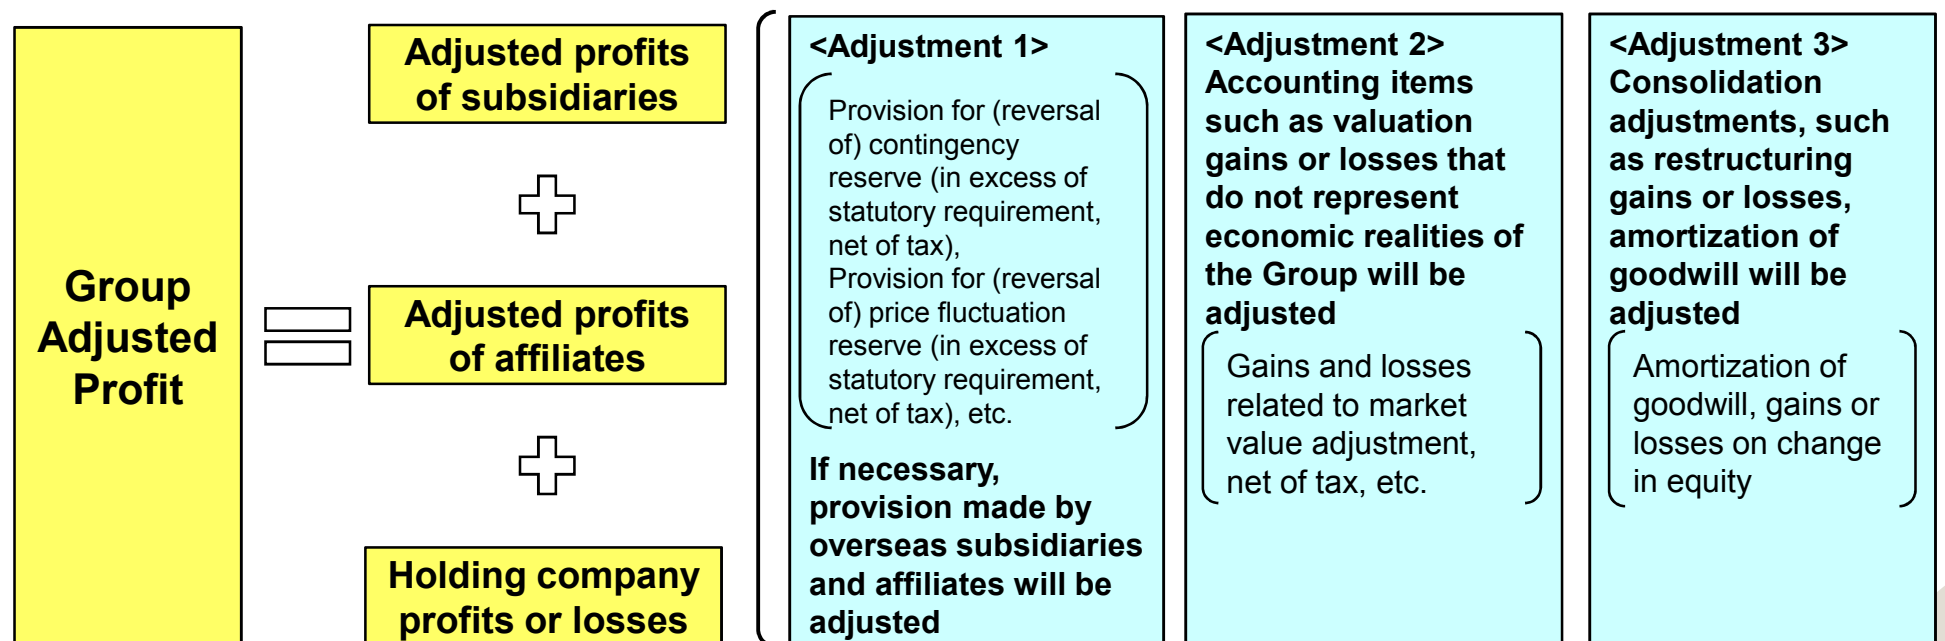 Group
Adjusted
Profit
Adjusted profits
of subsidiaries
Adjusted profits
of affiliates
Holding company
profits or losses
<Adjustment 1>
Provision for (reversal
of) contingency
reserve (in excess of
statutory requirement,
net of tax),
Provision for (reversal
of) price fluctuation
reserve (in excess of
statutory requirement,
net of tax), etc.
If necessary,
provision made by
overseas subsidiaries
and affiliates will be
adjusted
<Adjustment 2>
Accounting items
such as valuation
gains or losses that
do not represent
economic realities of
the Group will be
adjusted
Gains and losses
related to market
value adjustment,
net of tax, etc.
<Adjustment 3>
Consolidation
adjustments, such
as restructuring
gains or losses,
amortization of
goodwill will be
adjusted
Amortization of
goodwill, gains or
losses on change
in equity